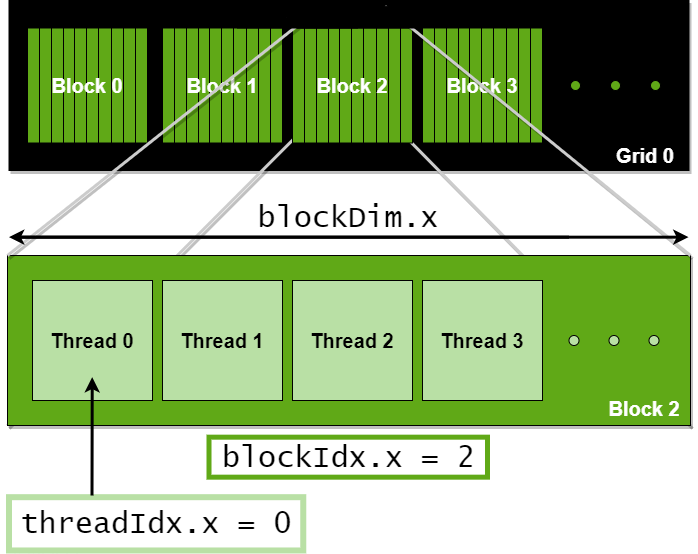 Block 0
Block 1
Block 2
Block 3
Grid 0
blockDim.x
Thread 0
Thread 1
Thread 2
Thread 3
Block 2
blockIdx.x = 2
threadIdx.x = 0